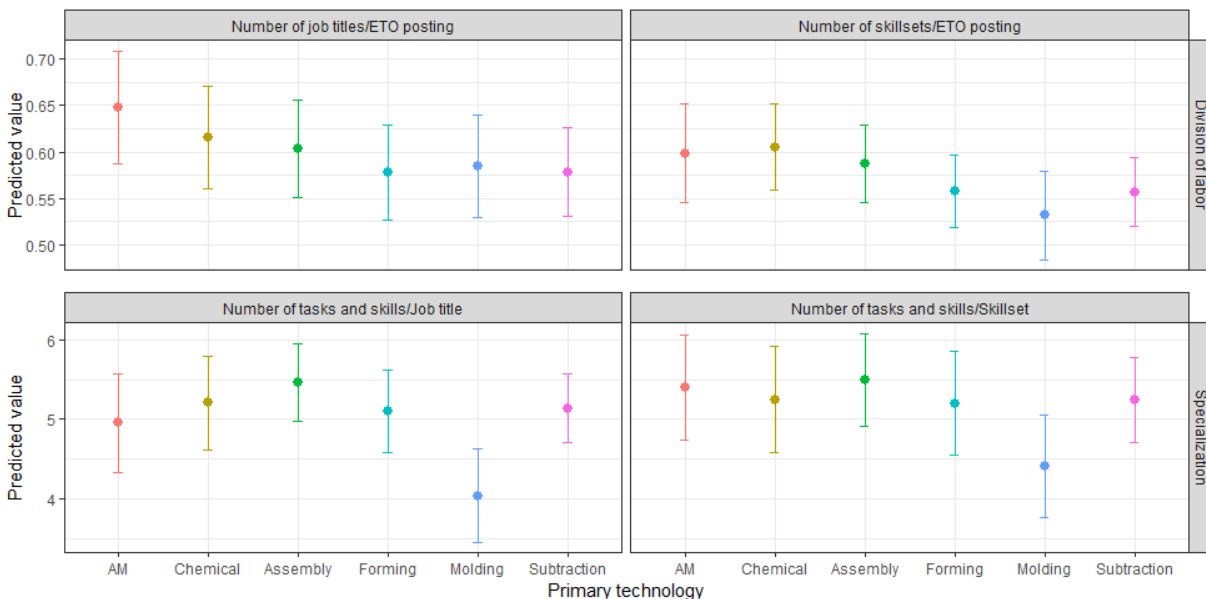 Number of job titles/ETO posting
Number of skillsets/ETO posting
Predicted value
0.70
0.65
0.60
0.55
0.50
Division of labor
Number of tasks and skills/Job title
Number of tasks and skills/Skillset
Predicted value
6
5
4
Specialization
AM Chemical Assembly Forming Molding Subtraction
AM Chemical Assembly Forming Molding Subtraction
Primary technology